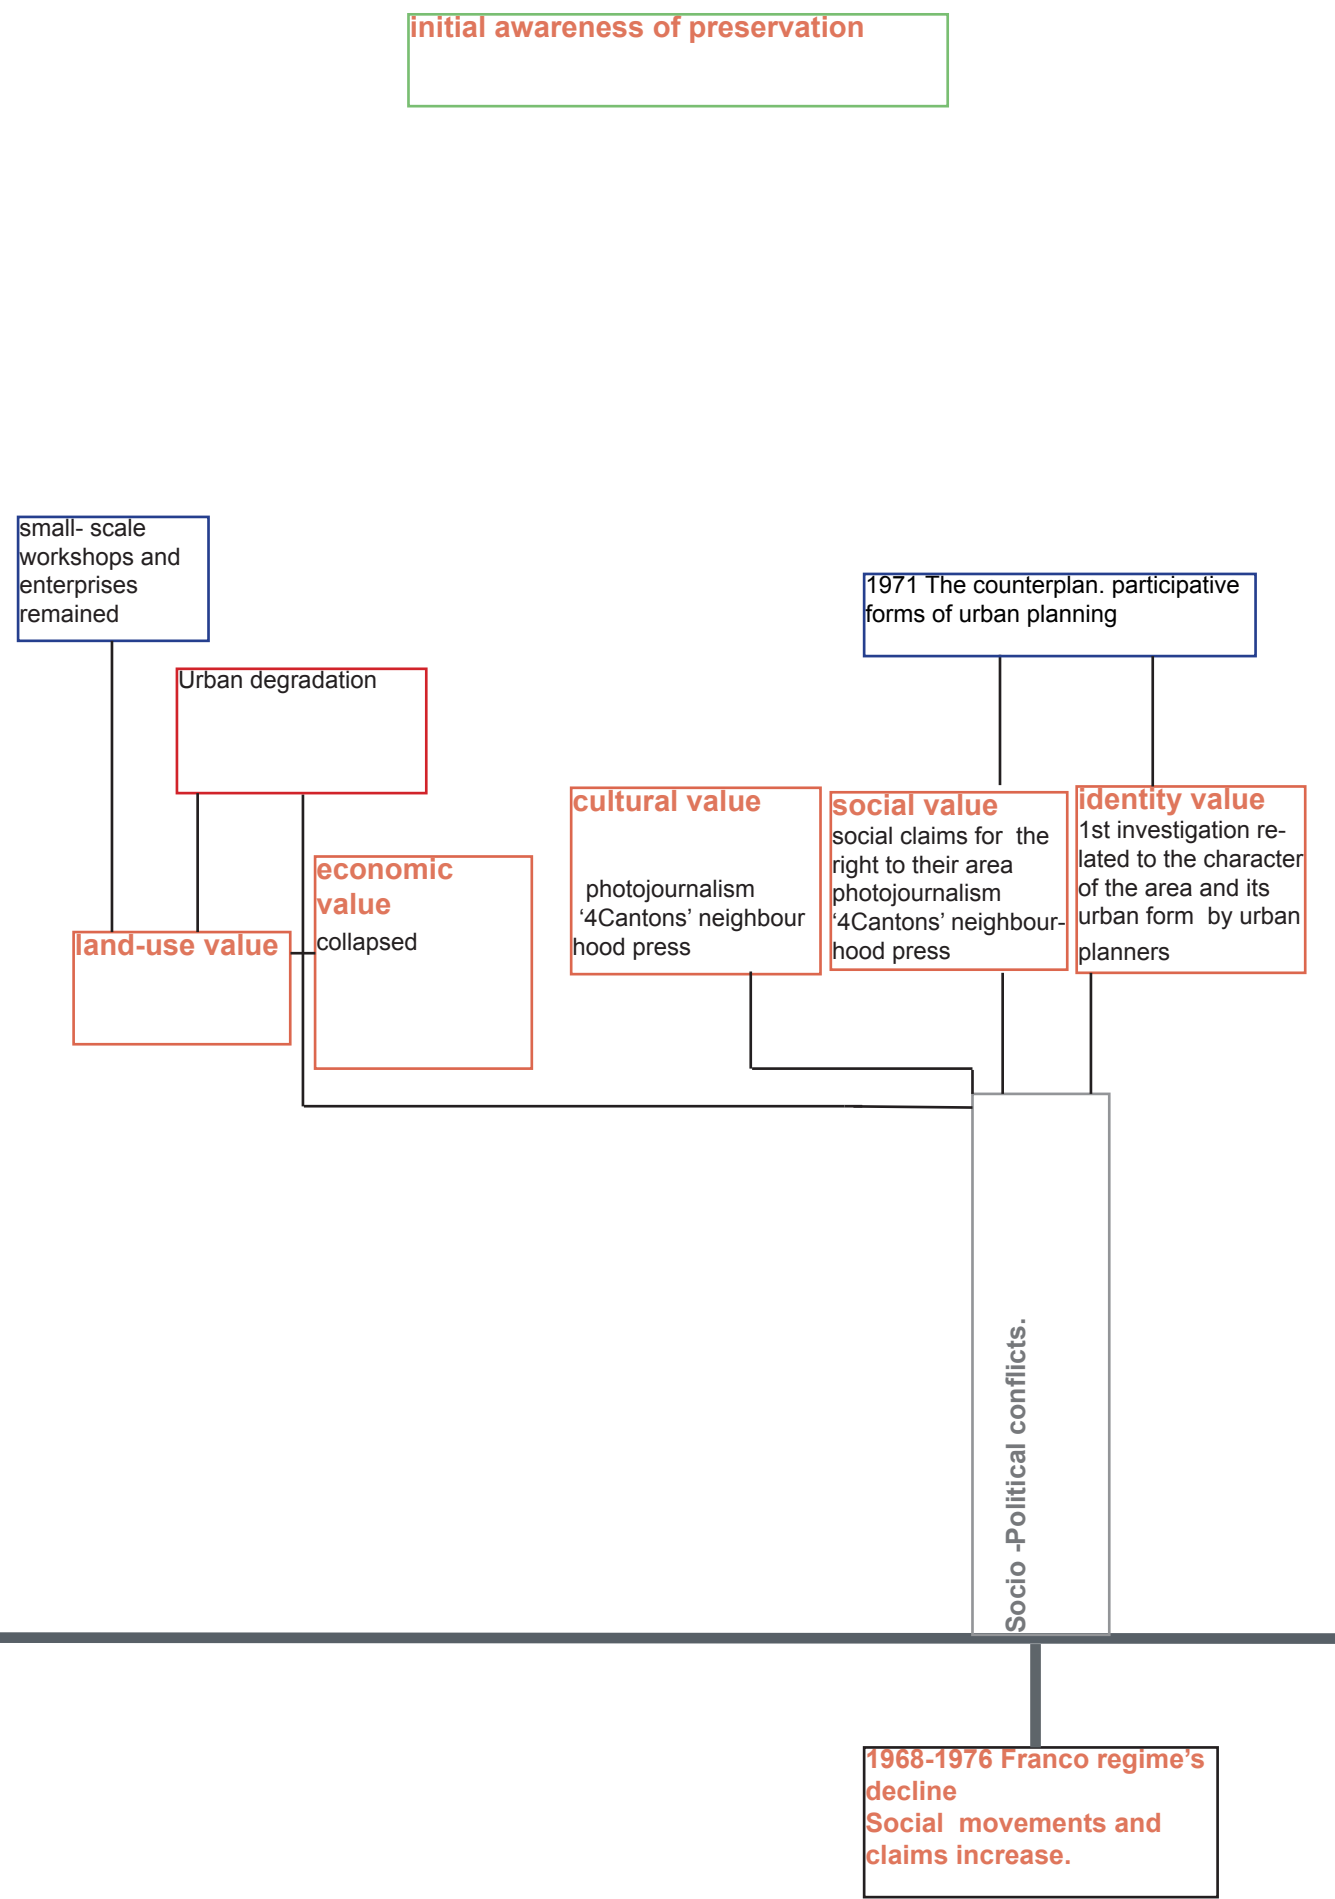 initial awareness of preservation
small- scale
workshops and
enterprises
remained
1971 The counterplan. participative
forms of urban planning
Urban degradation
cultural value
photojournalism
‘4Cantons’ neighbour
hood press
social value
social claims for  the
right to their area
photojournalism
‘4Cantons’ neighbour-
hood press
identity value
1st investigation re-
lated to the character
of the area and its
urban form  by urban
planners
economic
value
collapsed
land-use value
Socio -Political conflicts.
1968-1976 Franco regime’s
decline
Social  movements and
claims increase.